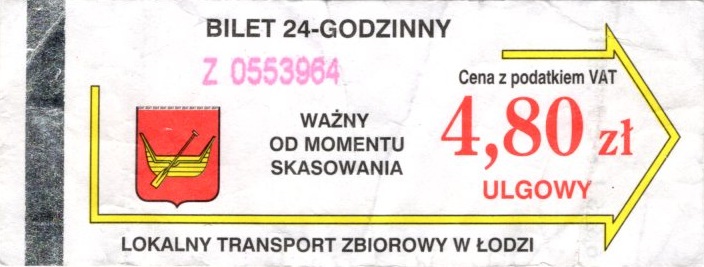 BILET 24-GODZINNY
Z 0553964
Cena z podatkiem VAT
WAŻNY
OD MOMENTU
SKASOWANIA
4,80 zł
ULGOWY
LOKALNY TRANSPORT ZBIOROWY W ŁODZI